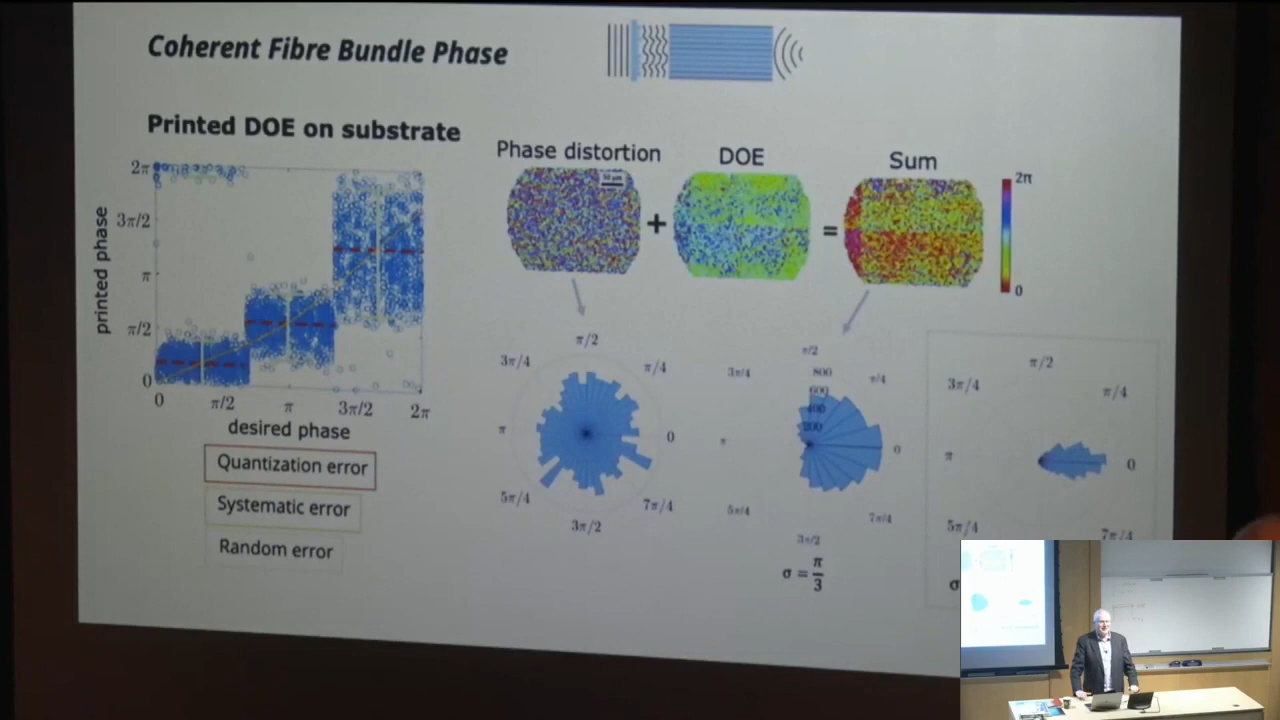 Coherent Fibre Bundle Phase
Printed DOE on substrate
Phase distortion
DOE
Sum
50 µm
+
=
2π
0
printed phase
2π
3π/2
π
π/2
0
0
π/2
π
3π/2
2π
desired phase
Quantization error
Systematic error
Random error
π/2
3π/4
π/4
π
0
5π/4
7π/4
3π/2
π/2
800
3π/4
π/4
600
400
200
π
0
5π/4
7π/4
3π/2
σ = π/3
π/2
3π/4
π/4
π
0
5π/4
7π/4
σ